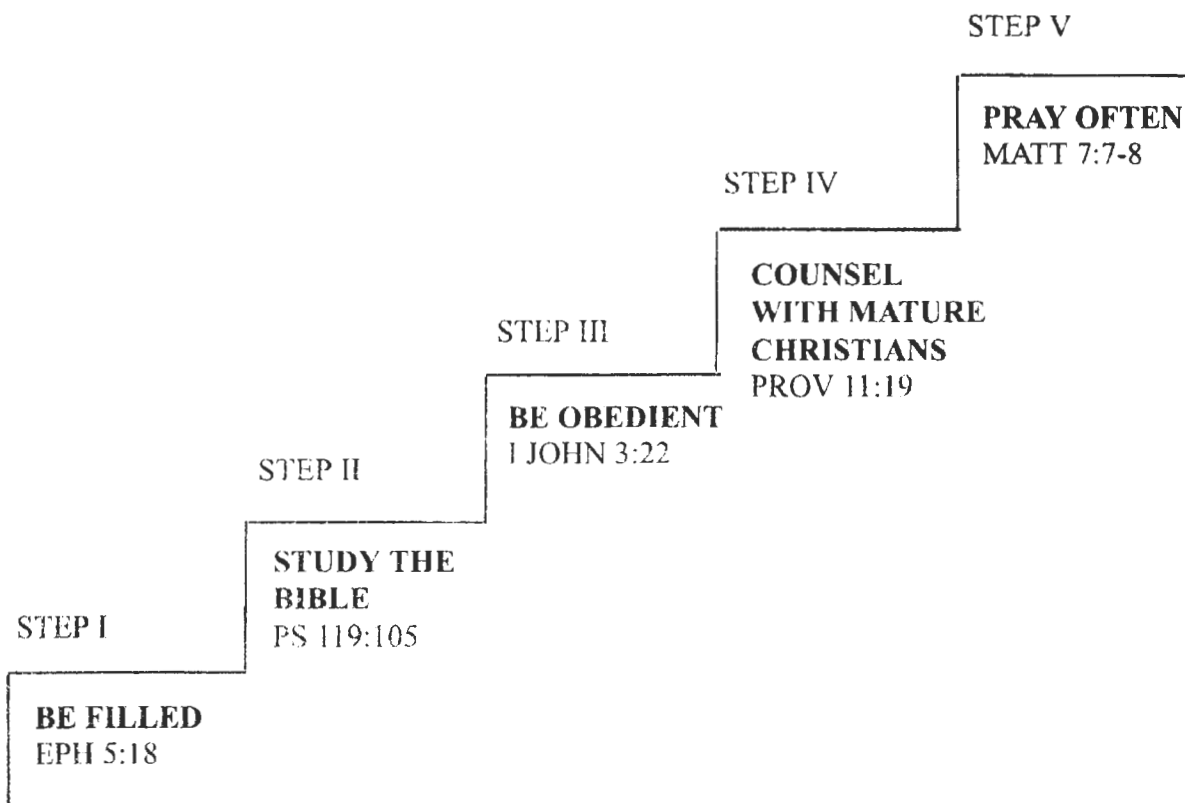 STEP V
PRAY OFTEN
MATT 7:7-8
STEP IV
COUNSEL
WITH MATURE
CHRISTIANS
PROV 11:19
STEP III
BE OBEDIENT
I JOHN 3:22
STEP II
STUDY THE
BIBLE
PS 119:105
STEP I
BE FILLED
EPH 5:18